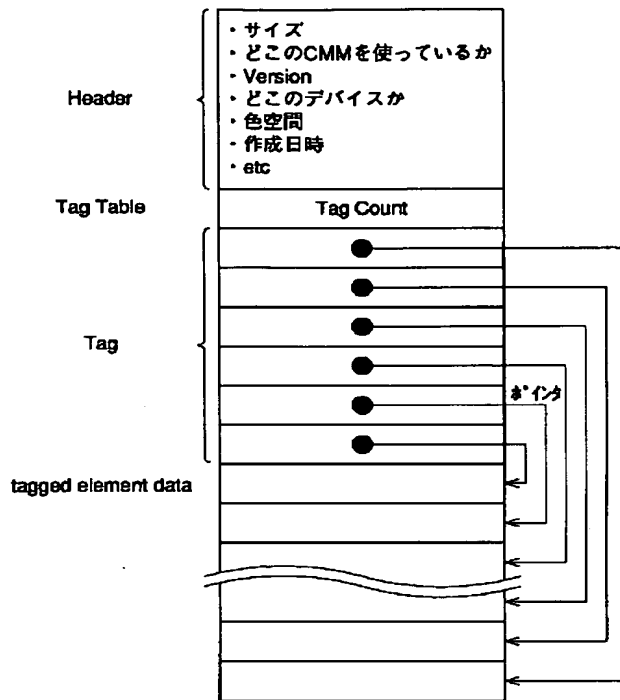 ・サイズ
・どこのCMMを使っているか
・Version
Header
・どこのデバイスか
・色空間
・作成日時
・etc
Tag Table
Tag Count
Tag
ポインタ
tagged element data